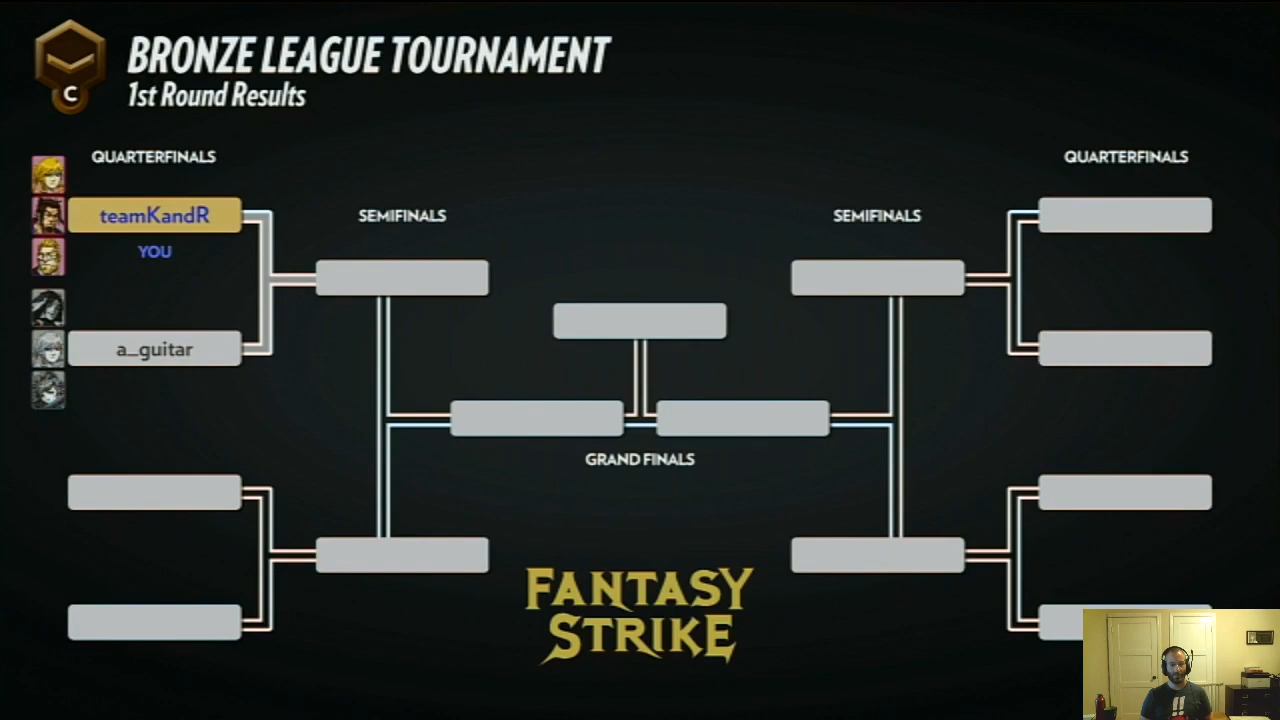 BRONZE LEAGUE TOURNAMENT
1st Round Results
C
QUARTERFINALS
QUARTERFINALS
teamKandR
SEMIFINALS
SEMIFINALS
YOU
a_guitar
GRAND FINALS
FANTASY
STRIKE